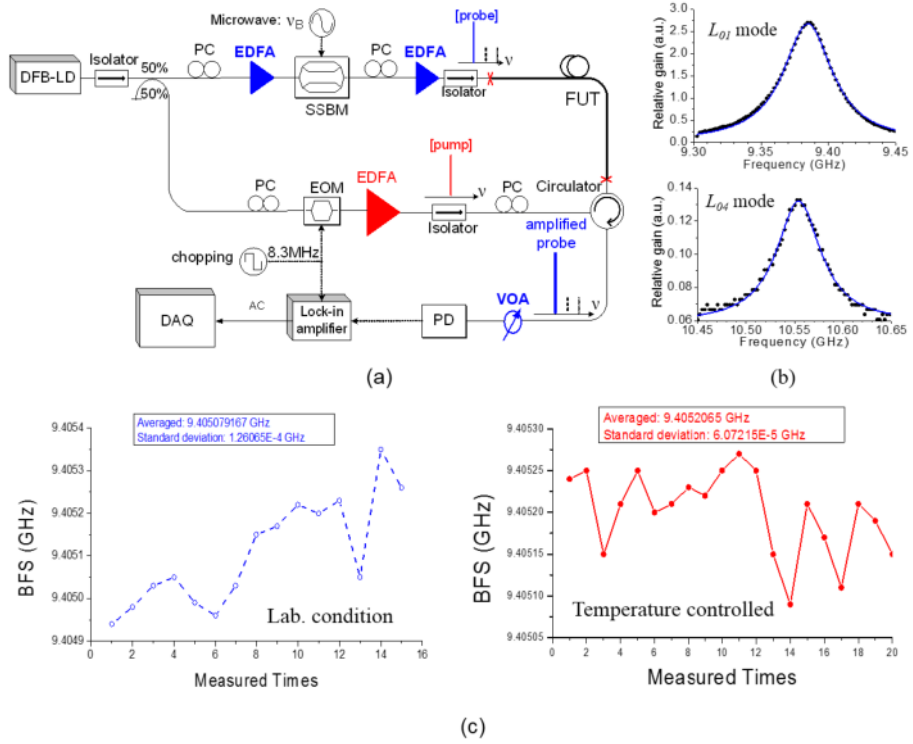 Microwave: νB
[probe]
PC
EDFA
PC
EDFA
ν
DFB-LD
Isolator
50%
50%
SSBM
Isolator
FUT
[pump]
EDFA
ν
PC
EOM
PC
Circulator
Isolator
amplified
probe
chopping
8.3MHz
VOA
ν
DAQ
AC
Lock-in
amplifier
PD
(a)
L01 mode
Relative gain (a.u.)
3.0
2.5
2.0
1.5
1.0
0.5
0.0
9.30
9.35
9.40
9.45
Frequency (GHz)
L04 mode
Relative gain (a.u.)
0.14
0.12
0.10
0.08
0.06
10.45
10.50
10.55
10.60
10.65
Frequency (GHz)
(b)
Averaged: 9.405079167 GHz
Standard deviation: 1.26065E-4 GHz
BFS (GHz)
9.4054
9.4053
9.4052
9.4051
9.4050
9.4049
Lab. condition
0 2 4 6 8 10 12 14 16
Measured Times
Averaged: 9.4052065 GHz
Standard deviation: 6.07215E-5 GHz
BFS (GHz)
9.40530
9.40525
9.40520
9.40515
9.40510
9.40505
Temperature controlled
0 2 4 6 8 10 12 14 16 18 20
Measured Times
(c)